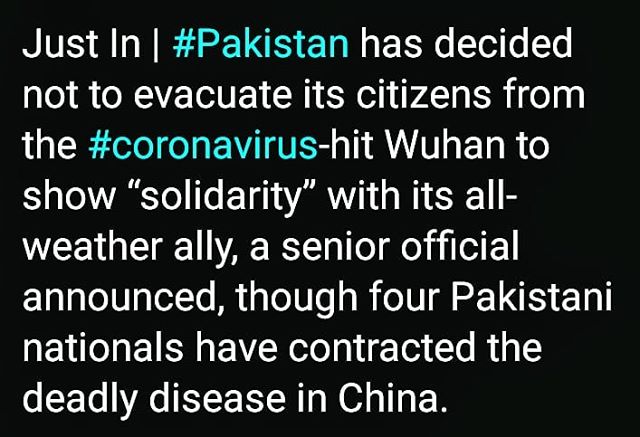 Just In | #Pakistan has decided
not to evacuate its citizens from
the #coronavirus-hit Wuhan to
show “solidarity” with its all-
weather ally, a senior official
announced, though four Pakistani
nationals have contracted the
deadly disease in China.